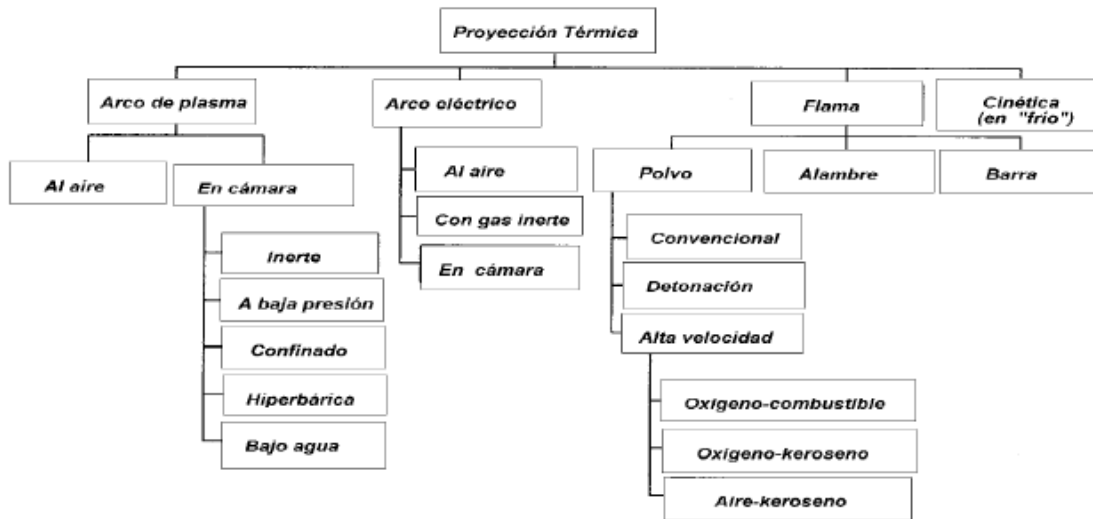 Proyección Térmica
Arco de plasma
Arco eléctrico
Flama
Cinética
(en "frío")
Al aire
En cámara
Al aire
Polvo
Alambre
Barra
Con gas inerte
Convencional
Inerte
En cámara
Detonación
A baja presión
Alta velocidad
Confinado
Hiperbárica
Oxígeno-combustible
Bajo agua
Oxígeno-keroseno
Aire-keroseno